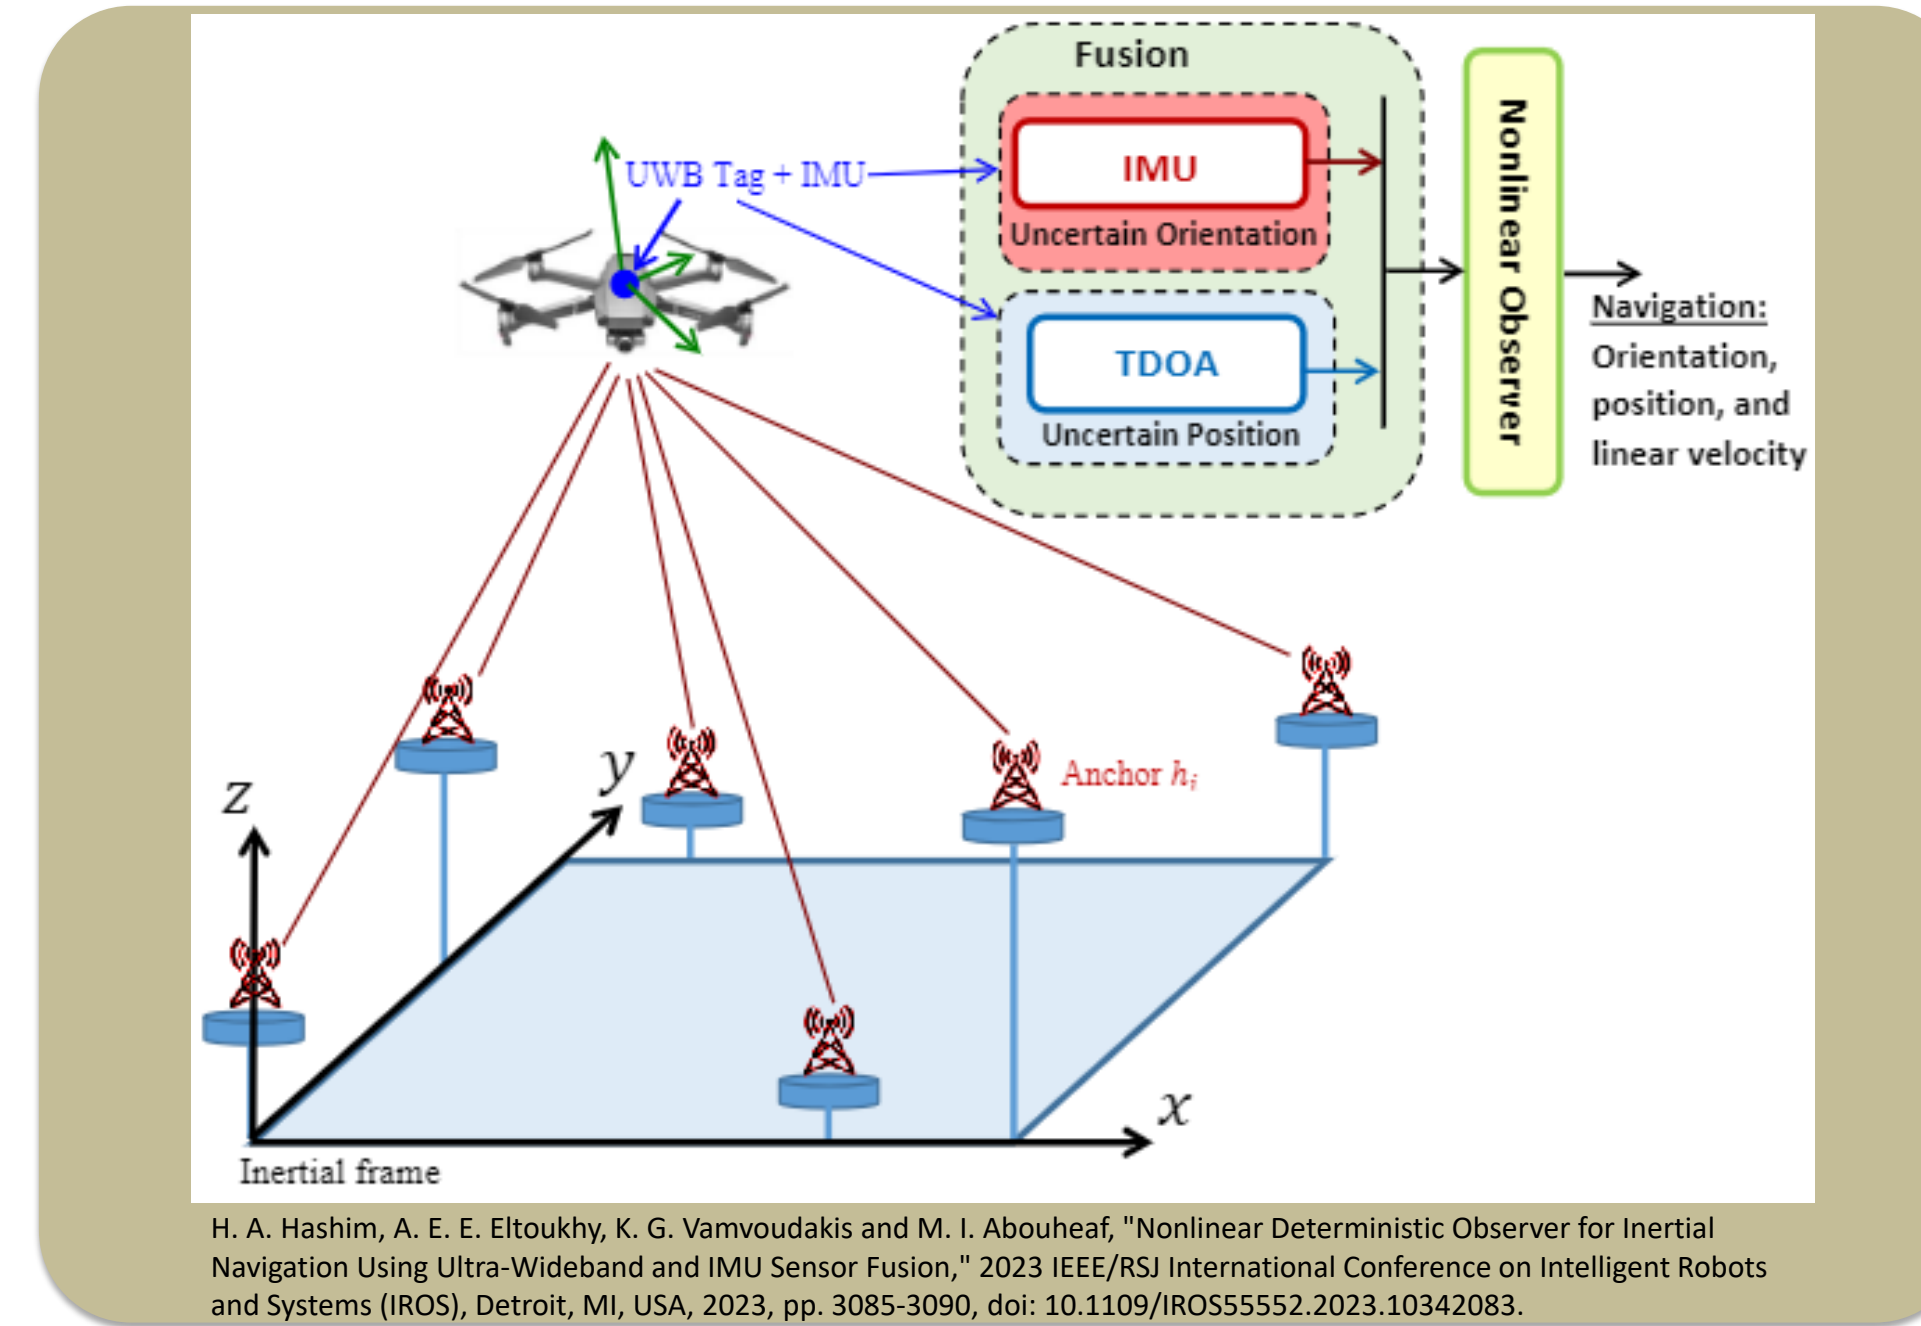 Fusion
UWB Tag + IMU
IMU
Uncertain Orientation
TDOA
Uncertain Position
Nonlinear Observer
Navigation:
Orientation,
position, and
linear velocity
Anchor hᵢ
z
y
x
Inertial frame
H. A. Hashim, A. E. E. Eltoukhy, K. G. Vamvoudakis and M. I. Abouheaf, "Nonlinear Deterministic Observer for Inertial
Navigation Using Ultra-Wideband and IMU Sensor Fusion," 2023 IEEE/RSJ International Conference on Intelligent Robots
and Systems (IROS), Detroit, MI, USA, 2023, pp. 3085-3090, doi: 10.1109/IROS55552.2023.10342083.